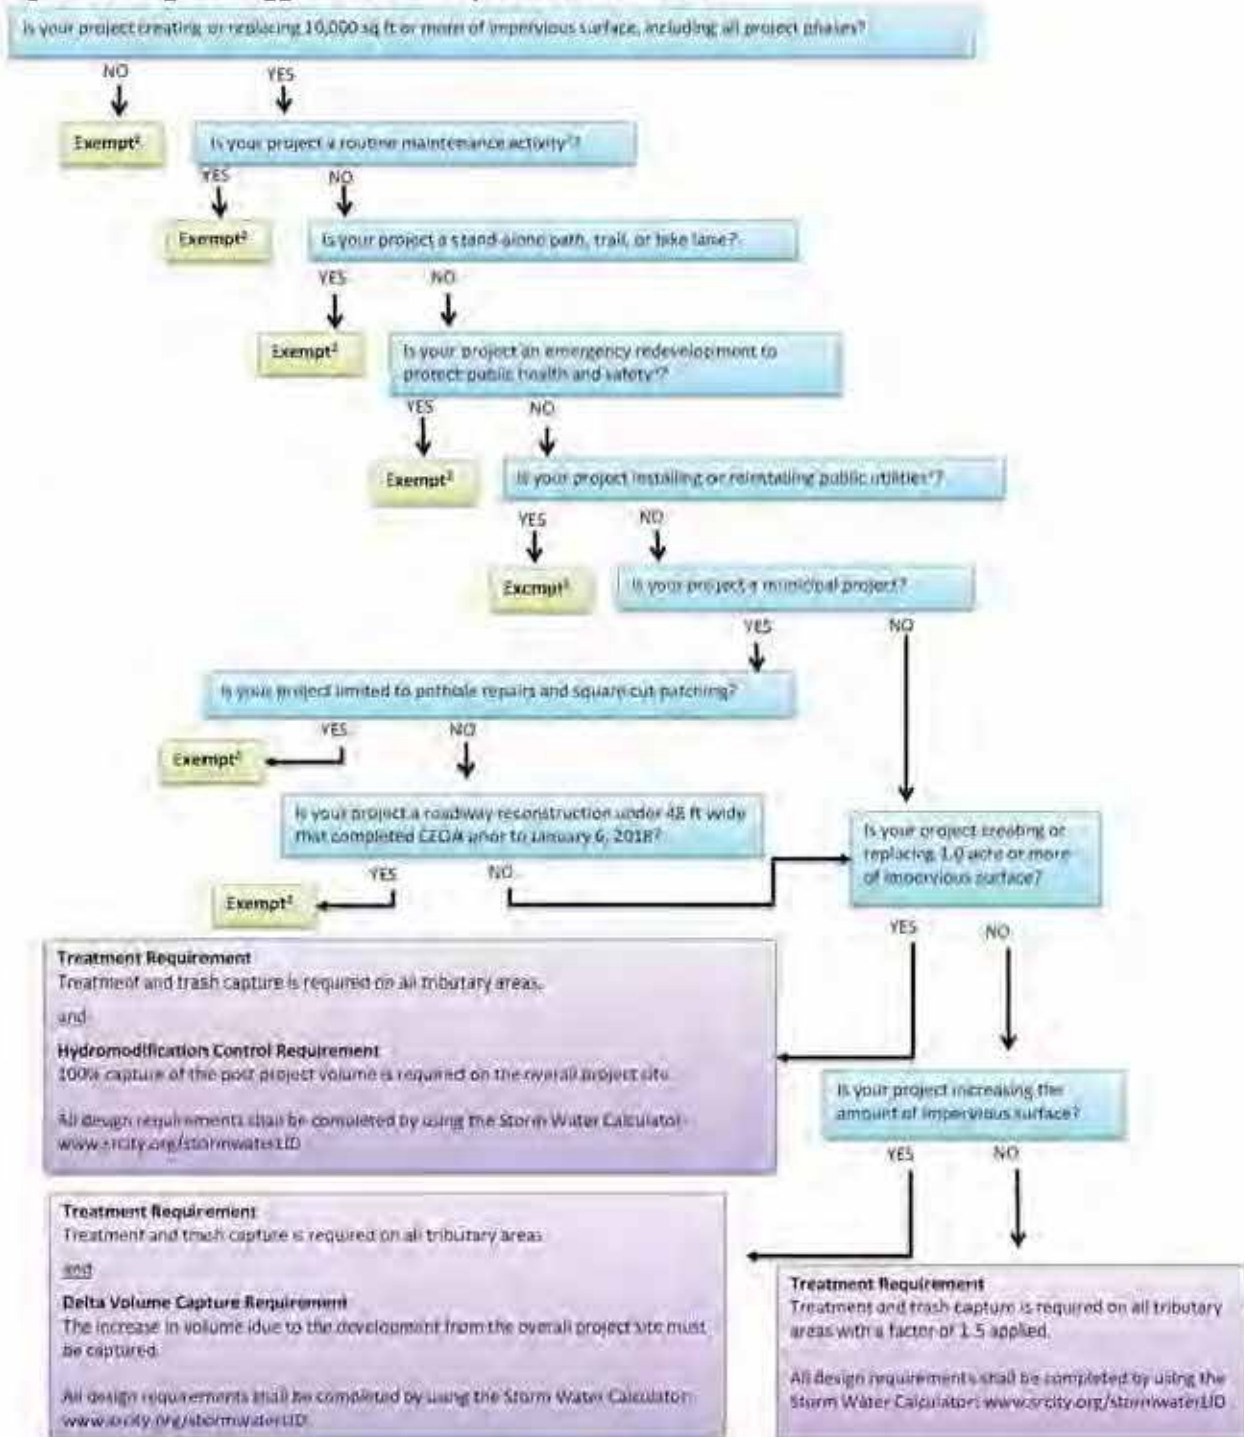 Is your project creating or replacing 10,000 sq ft or more of impervious surface, including all project phases?
NO
YES
Exempt²
Is your project a routine maintenance activity?
YES
NO
Exempt²
Is your project a stand-alone path, trail, or bike lane?
YES
NO
Exempt²
Is your project an emergency redevelopment to
protect public health and safety?
YES
NO
Exempt²
Is your project installing or reinstalling public utilities?
YES
NO
Exempt²
Is your project a municipal project?
YES
NO
Is your project limited to pothole repairs and square cut patching?
YES
NO
Exempt²
Is your project a roadway reconstruction under 48 ft wide
that completed CEQA prior to January 6, 2018?
Is your project creating or
replacing 1.0 acre or more
of impervious surface?
YES
NO
Exempt²
YES
NO
Treatment Requirement
Treatment and trash capture is required on all tributary areas.
and
Hydromodification Control Requirement
100% capture of the post project volume is required on the overall project site.
All design requirements shall be completed by using the Storm Water Calculator:
www.srcity.org/stormwaterLID
Is your project increasing the
amount of impervious surface?
YES
NO
Treatment Requirement
Treatment and trash capture is required on all tributary areas
and
Delta Volume Capture Requirement
The increase in volume due to the development from the overall project site must
be captured.
All design requirements shall be completed by using the Storm Water Calculator:
www.srcity.org/stormwaterLID.
Treatment Requirement
Treatment and trash capture is required on all tributary
areas with a factor of 1.5 applied.
All design requirements shall be completed by using the
Storm Water Calculator: www.srcity.org/stormwaterLID